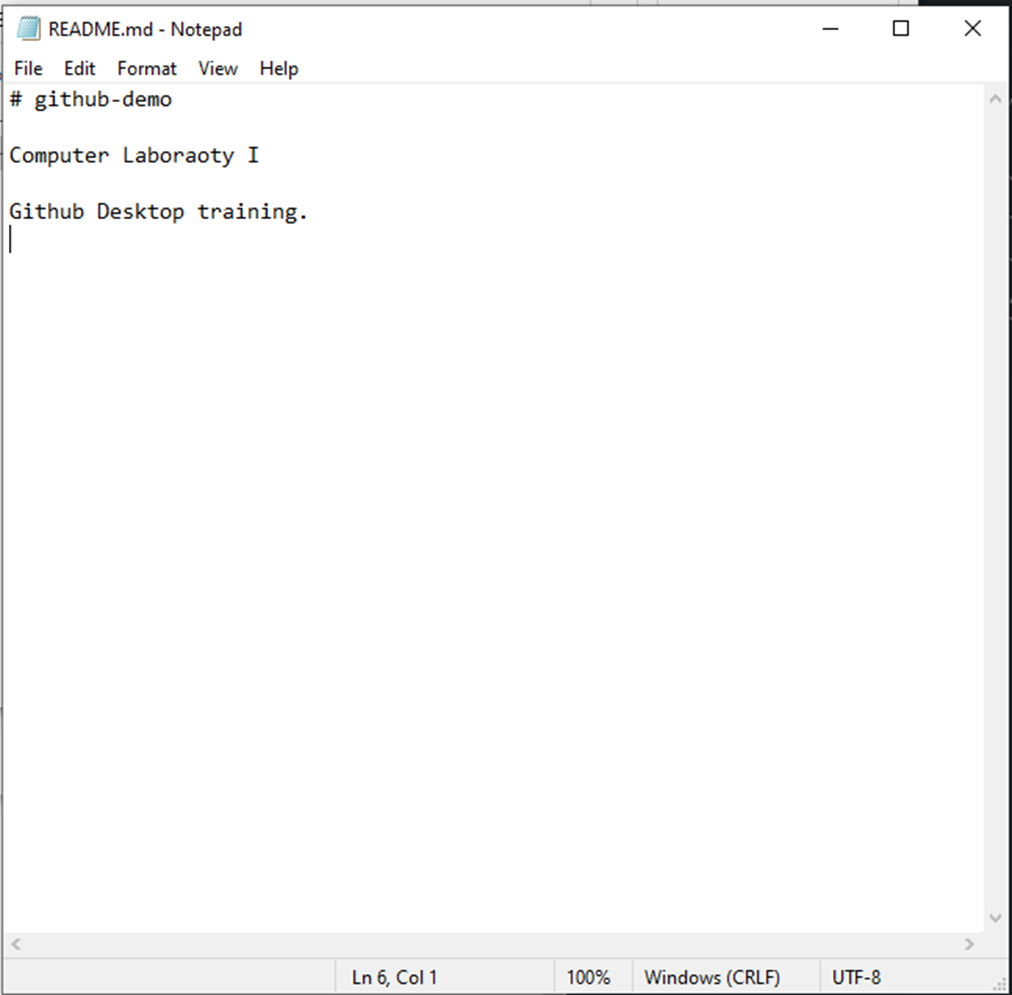 README.md - Notepad
File Edit Format View Help
# github-demo
Computer Laboraoty I
Github Desktop training.
Ln 6, Col 1 100% Windows (CRLF) UTF-8